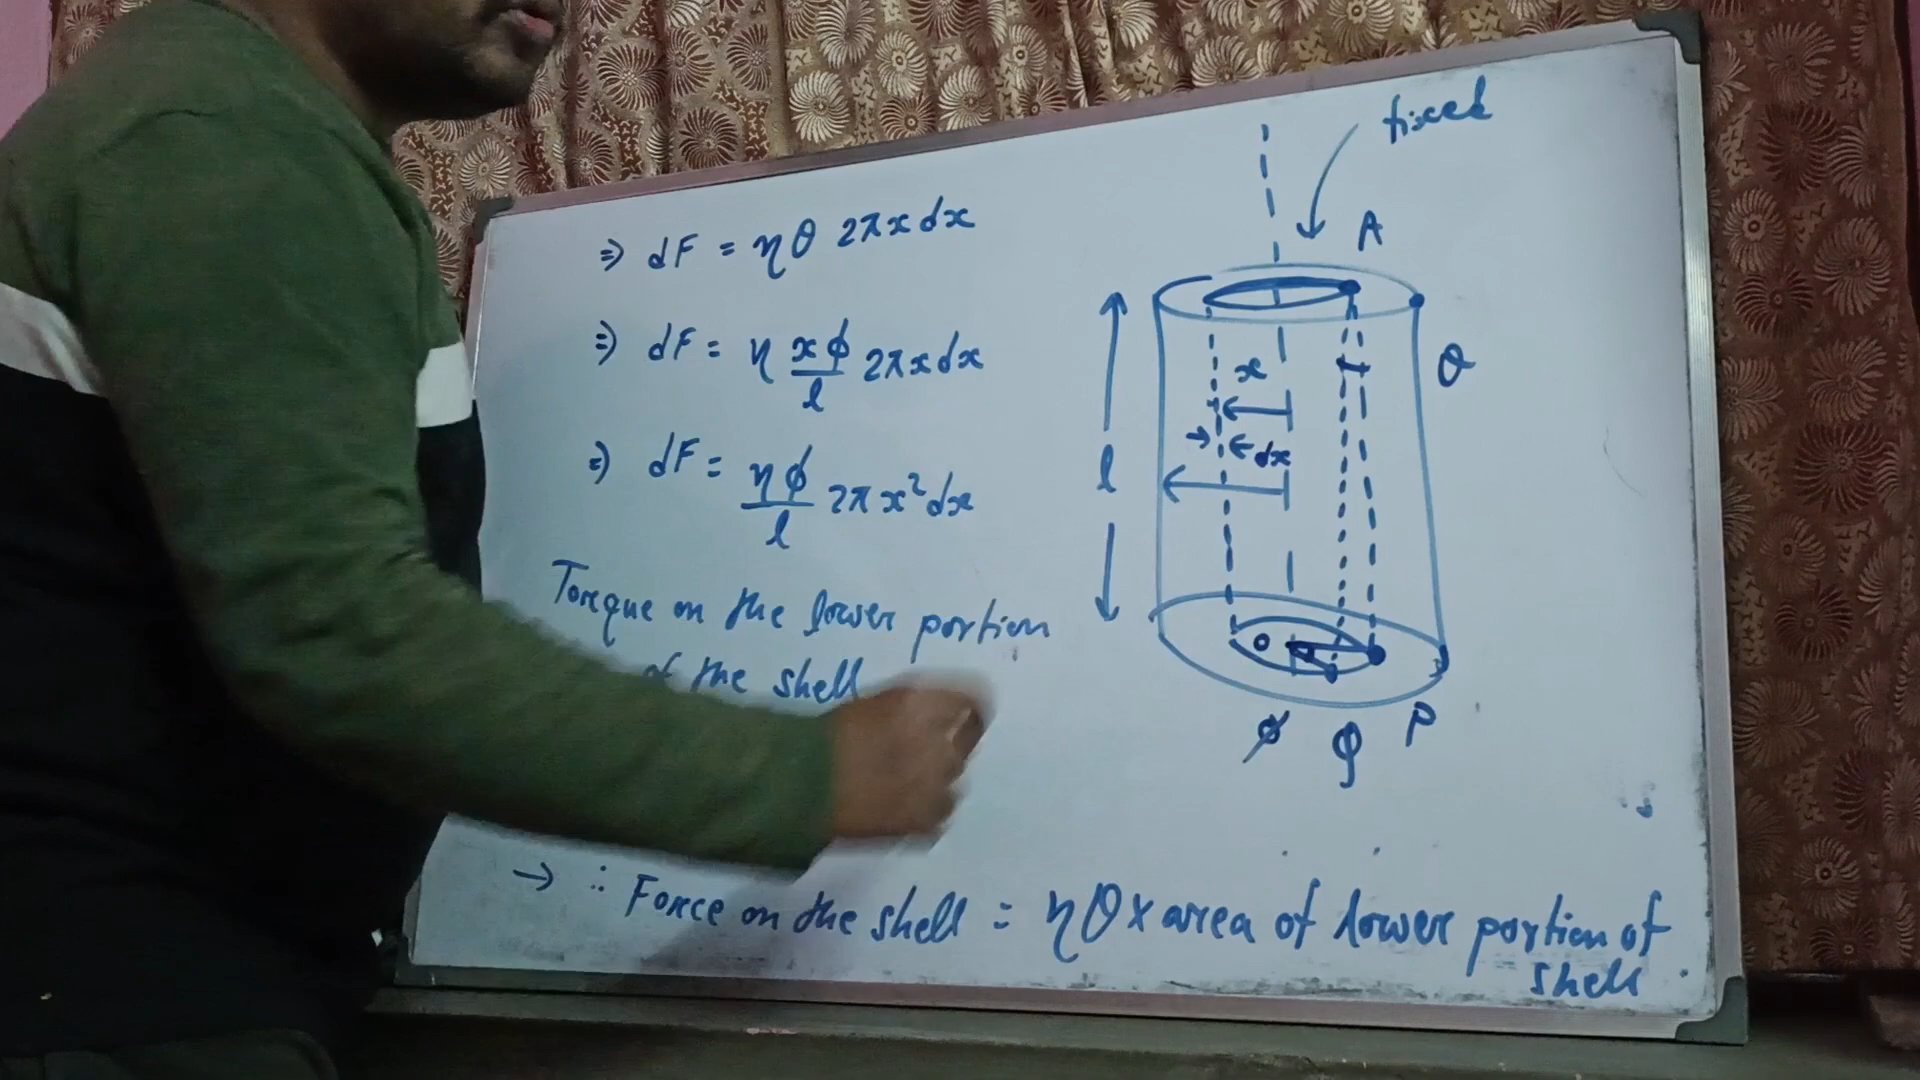 ⇒ dF = ηθ 2πx dx
⇒ dF = η xϕ/l 2πx dx
⇒ dF = ηϕ/l 2πx² dx
Torque on the lower portion
of the shell
→ ∴ Force on the shell = ηθ × area of lower portion of
shell.
fixed
A
θ
x
dx
l
O
ϕ
P